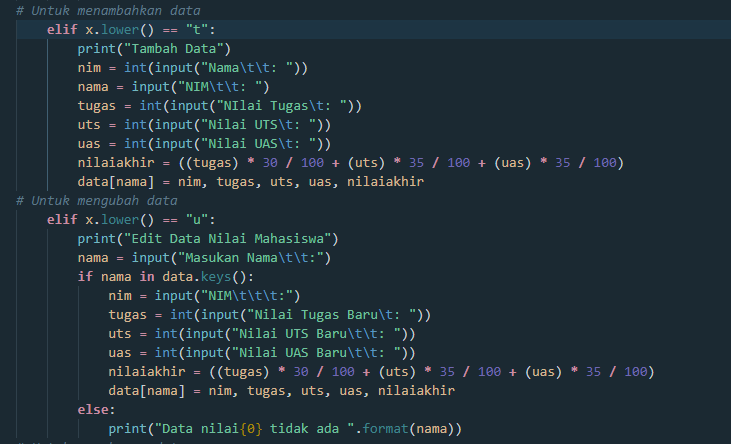 # Untuk menambahkan data
elif x.lower() == "t":
print("Tambah Data")
nim = int(input("Nama\t\t: "))
nama = input("NIM\t\t: ")
tugas = int(input("NIlai Tugas\t: "))
uts = int(input("Nilai UTS\t: "))
uas = int(input("Nilai UAS\t: "))
nilaiakhir = ((tugas) * 30 / 100 + (uts) * 35 / 100 + (uas) * 35 / 100)
data[nama] = nim, tugas, uts, uas, nilaiakhir
# Untuk mengubah data
elif x.lower() == "u":
print("Edit Data Nilai Mahasiswa")
nama = input("Masukan Nama\t\t:")
if nama in data.keys():
nim = input("NIM\t\t\t:")
tugas = int(input("Nilai Tugas Baru\t: "))
uts = int(input("Nilai UTS Baru\t\t: "))
uas = int(input("Nilai UAS Baru\t\t: "))
nilaiakhir = ((tugas) * 30 / 100 + (uts) * 35 / 100 + (uas) * 35 / 100)
data[nama] = nim, tugas, uts, uas, nilaiakhir
else:
print("Data nilai{0} tidak ada ".format(nama))